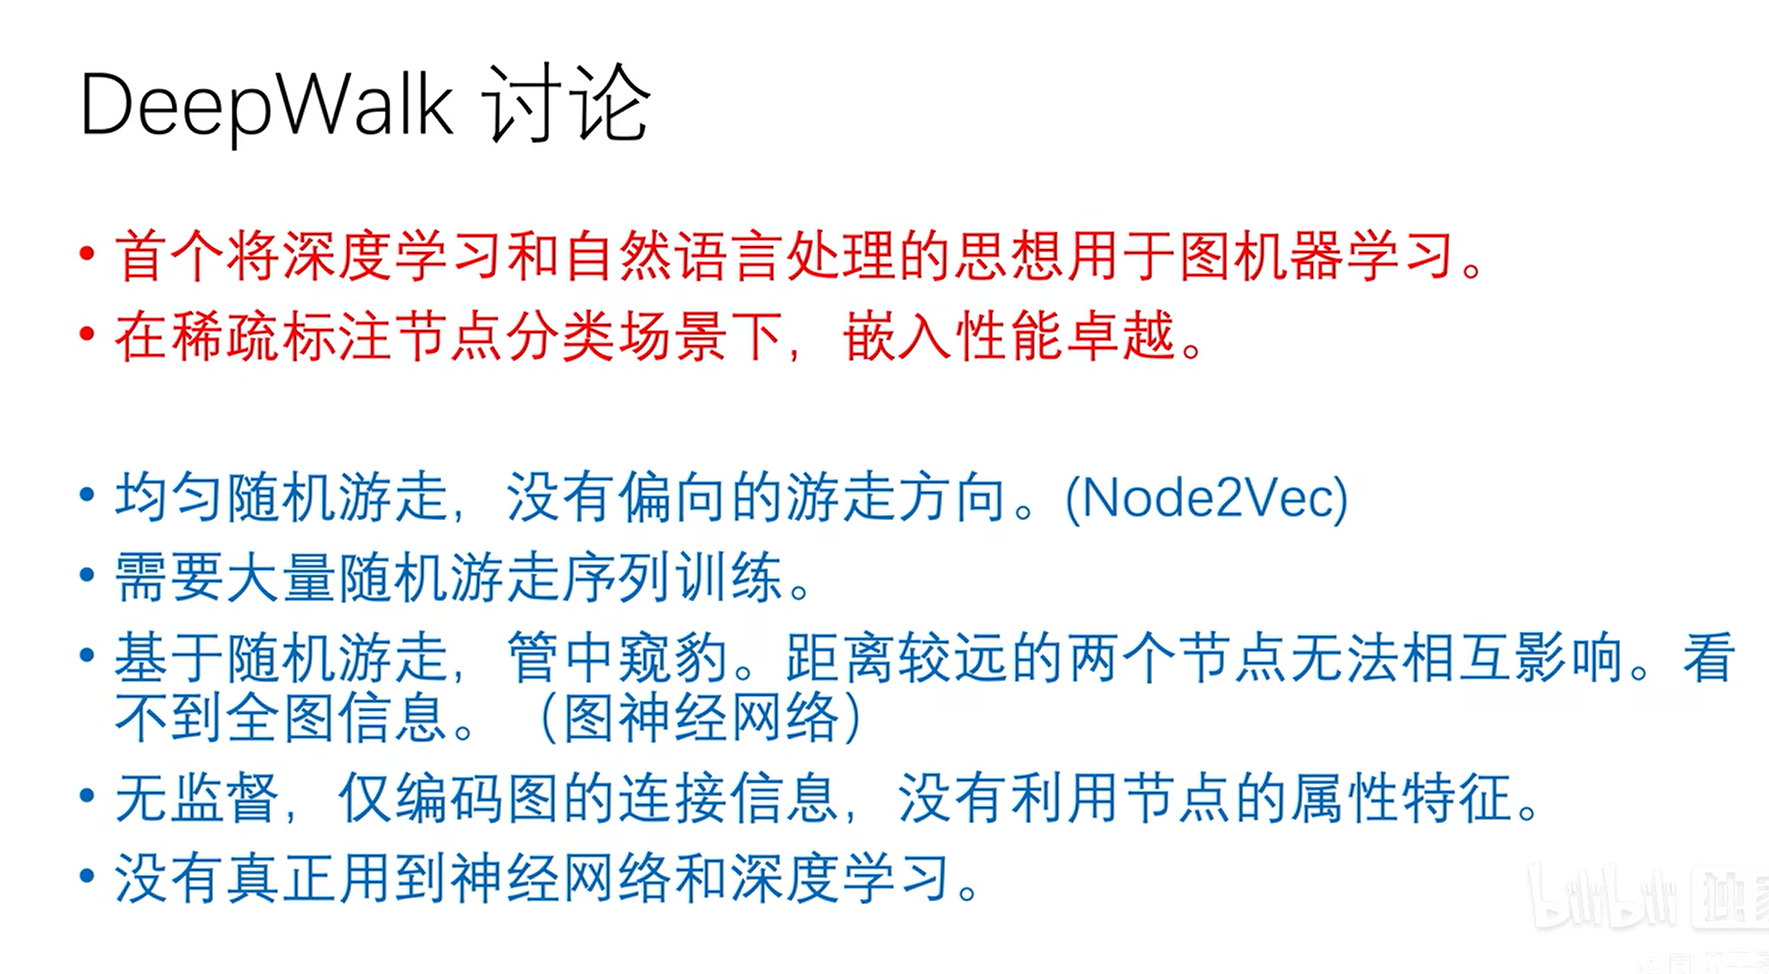 DeepWalk 讨论
• 首个将深度学习和自然语言处理的思想用于图机器学习。
• 在稀疏标注节点分类场景下，嵌入性能卓越。
• 均匀随机游走，没有偏向的游走方向。(Node2Vec)
• 需要大量随机游走序列训练。
• 基于随机游走，管中窥豹。距离较远的两个节点无法相互影响。看
不到全图信息。（图神经网络）
• 无监督，仅编码图的连接信息，没有利用节点的属性特征。
• 没有真正用到神经网络和深度学习。
bilibili 独